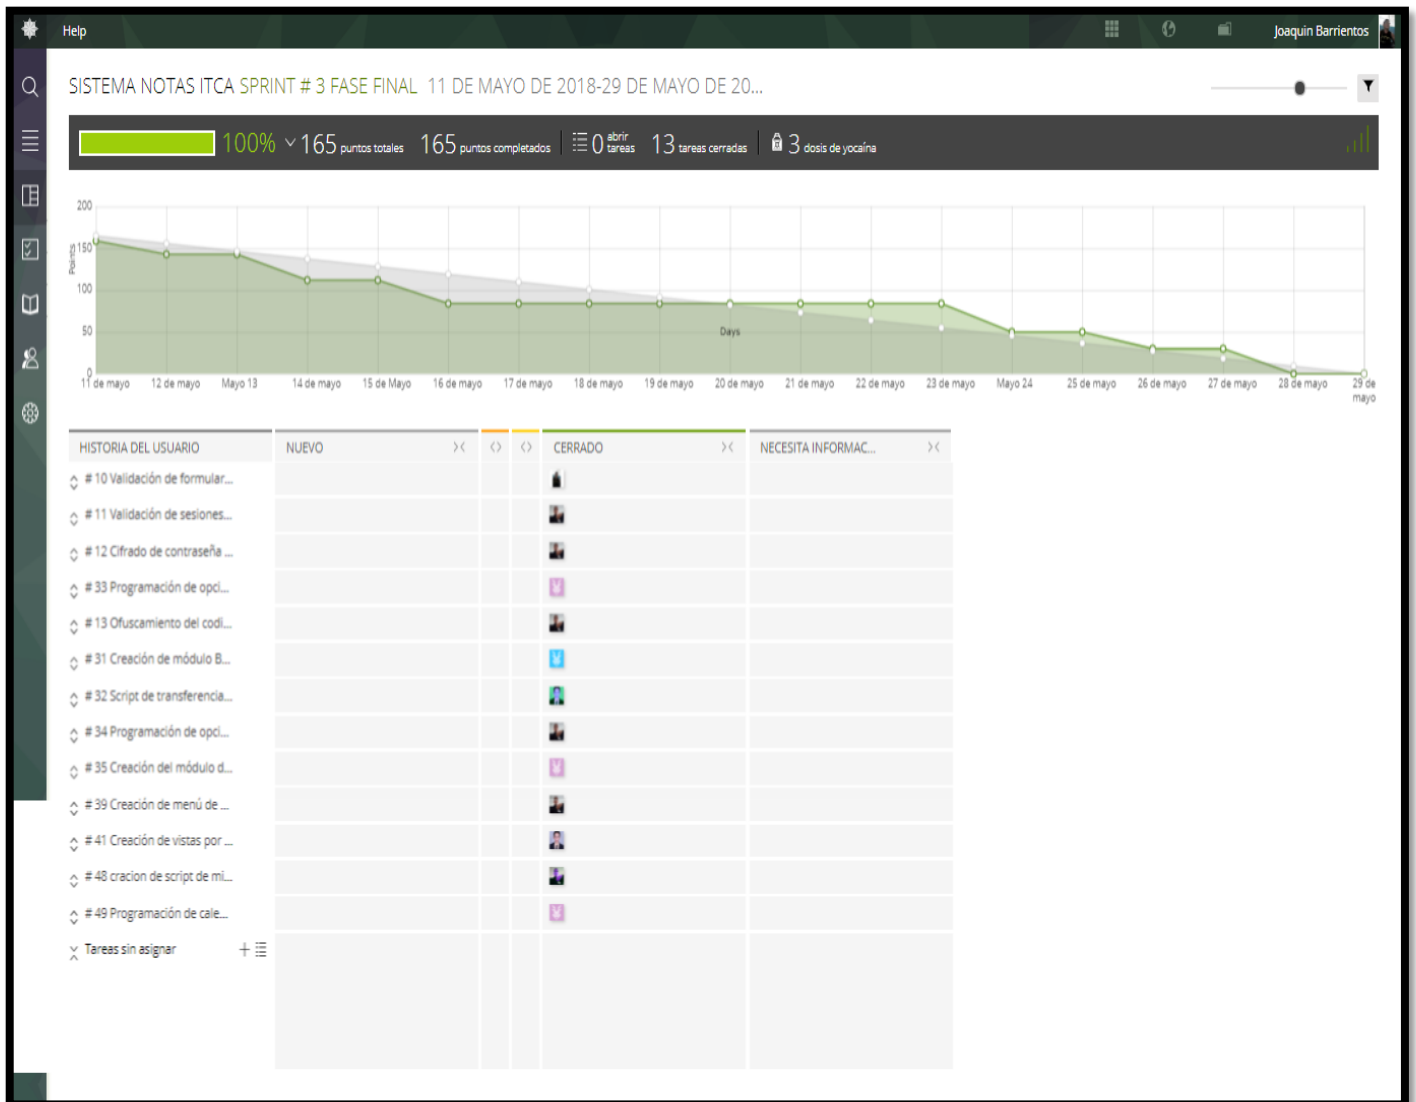 Help
Joaquin Barrientos
SISTEMA NOTAS ITCA SPRINT # 3 FASE FINAL 11 DE MAYO DE 2018-29 DE MAYO DE 20...
100% 165 puntos totales 165 puntos completados 0 abrir tareas 13 tareas cerradas 3 dosis de yocaína
200
150
100
50
0
Points
Days
11 de mayo 12 de mayo Mayo 13 14 de mayo 15 de Mayo 16 de mayo 17 de mayo 18 de mayo 19 de mayo 20 de mayo 21 de mayo 22 de mayo 23 de mayo Mayo 24 25 de mayo 26 de mayo 27 de mayo 28 de mayo 29 de mayo
HISTORIA DEL USUARIO NUEVO CERRADO NECESITA INFORMAC...
# 10 Validación de formular...
# 11 Validación de sesiones...
# 12 Cifrado de contraseña ...
# 33 Programación de opci...
# 13 Ofuscamiento del codi...
# 31 Creación de módulo B...
# 32 Script de transferencia...
# 34 Programación de opci...
# 35 Creación del módulo d...
# 39 Creación de menú de ...
# 41 Creación de vistas por ...
# 48 cracion de script de mi...
# 49 Programación de cale...
Tareas sin asignar